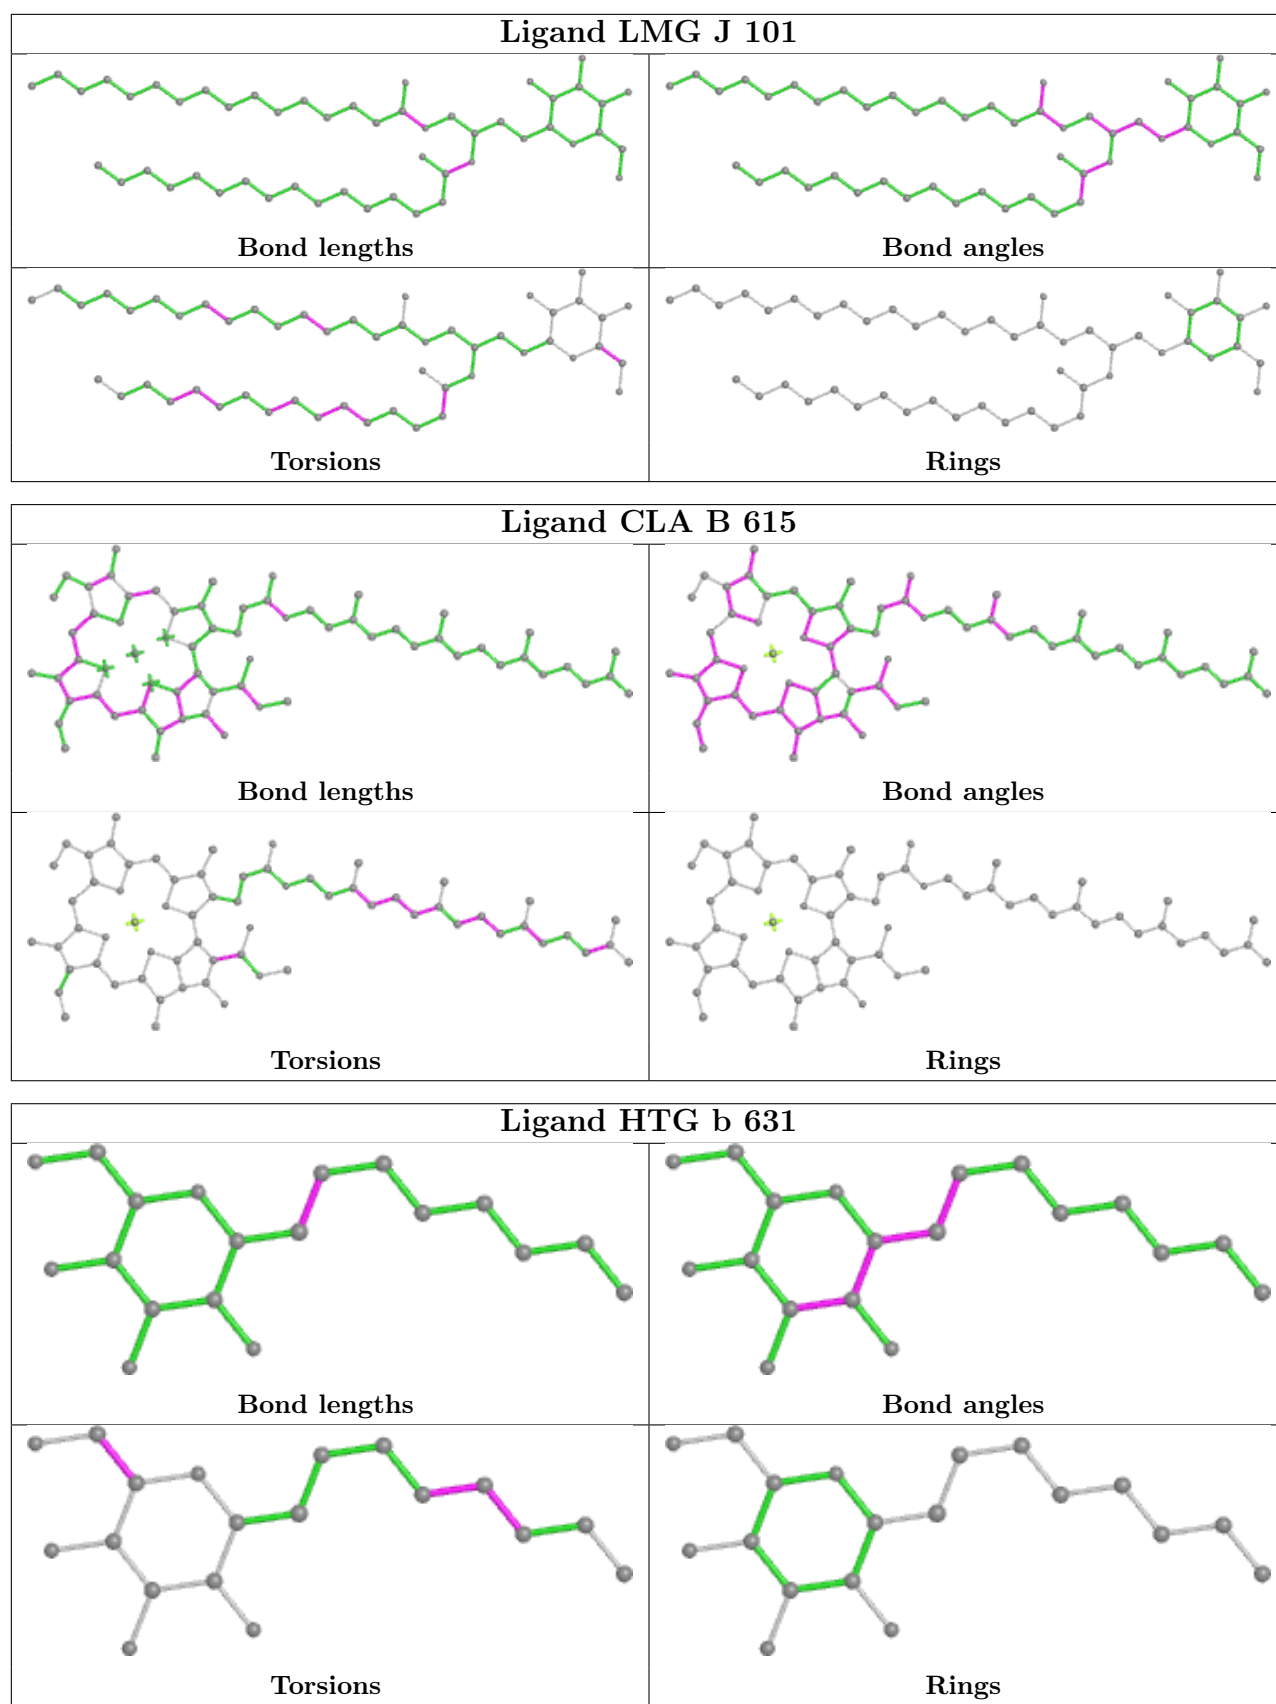 Ligand LMG J 101
Bond lengths
Bond angles
Torsions
Rings
Ligand CLA B 615
Bond lengths
Bond angles
Torsions
Rings
Ligand HTG b 631
Bond lengths
Bond angles
Torsions
Rings